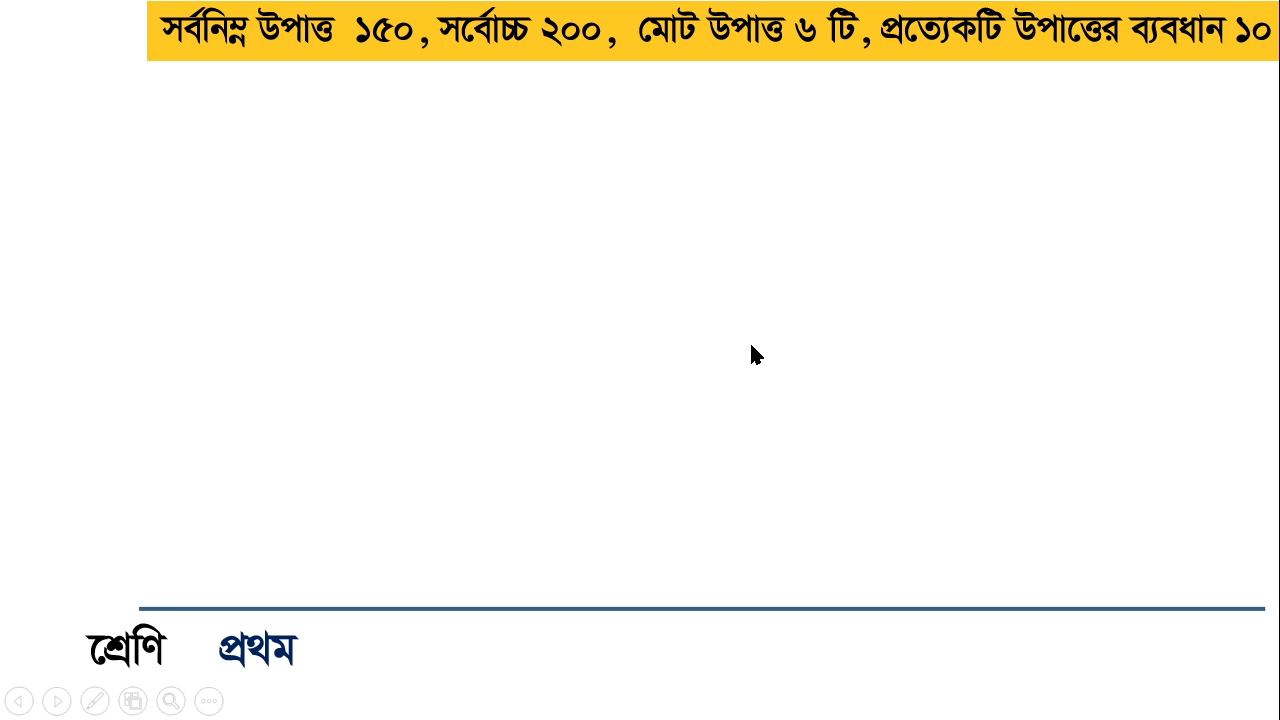 সর্বনিম্ন উপাত্ত ১৫০, সর্বোচ্চ ২০০, মোট উপাত্ত ৬ টি, প্রত্যেকটি উপাত্তের ব্যবধান ১০
শ্রেণি প্রথম